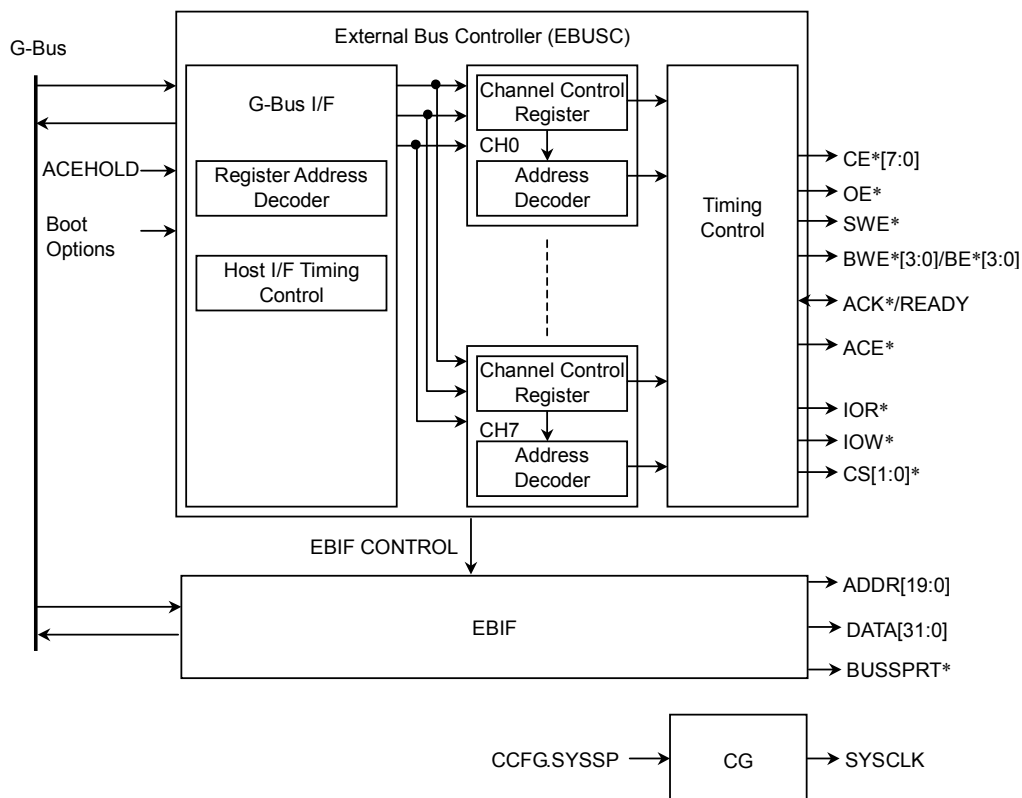 External Bus Controller (EBUSC)
G-Bus
G-Bus I/F
Channel Control
Register
CH0
Address
Decoder
ACEHOLD
Register Address
Decoder
Boot
Options
Host I/F Timing
Control
Timing
Control
CE*[7:0]
OE*
SWE*
BWE*[3:0]/BE*[3:0]
ACK*/READY
ACE*
IOR*
IOW*
CS[1:0]*
Channel Control
Register
CH7
Address
Decoder
EBIF CONTROL
EBIF
ADDR[19:0]
DATA[31:0]
BUSSPRT*
CCFG.SYSSP
CG
SYSCLK